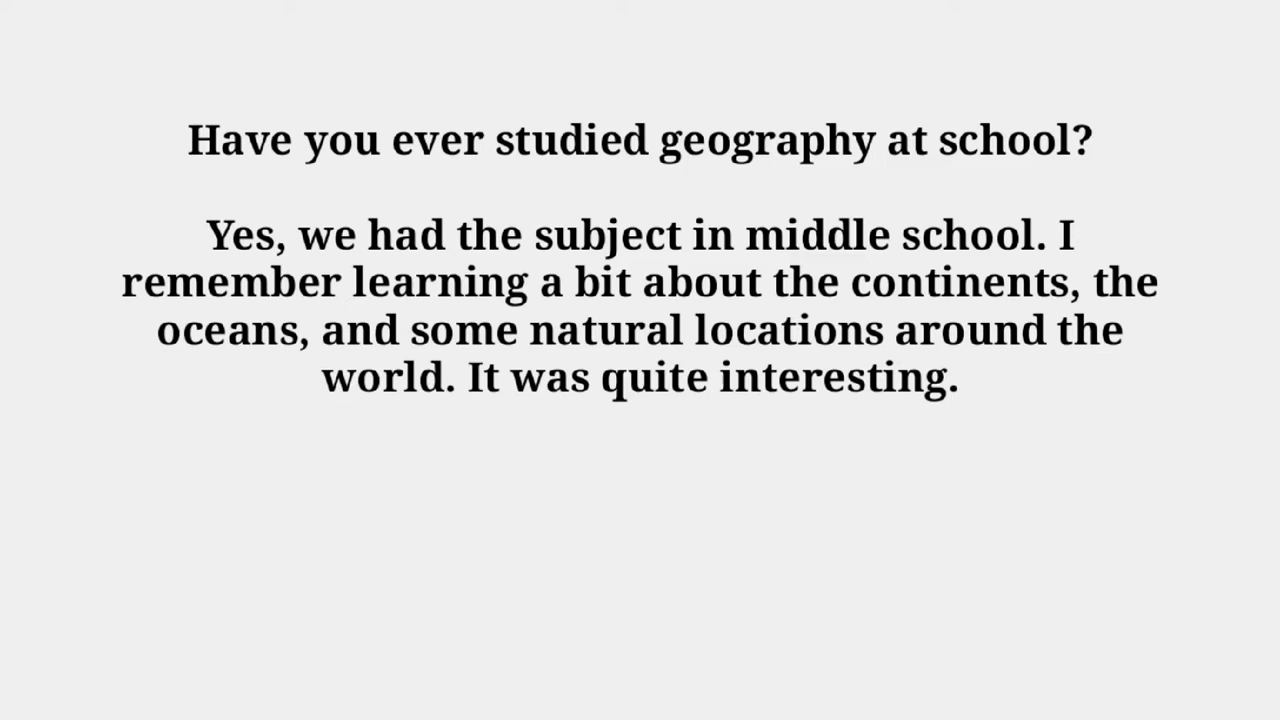 Have you ever studied geography at school?
Yes, we had the subject in middle school. I
remember learning a bit about the continents, the
oceans, and some natural locations around the
world. It was quite interesting.